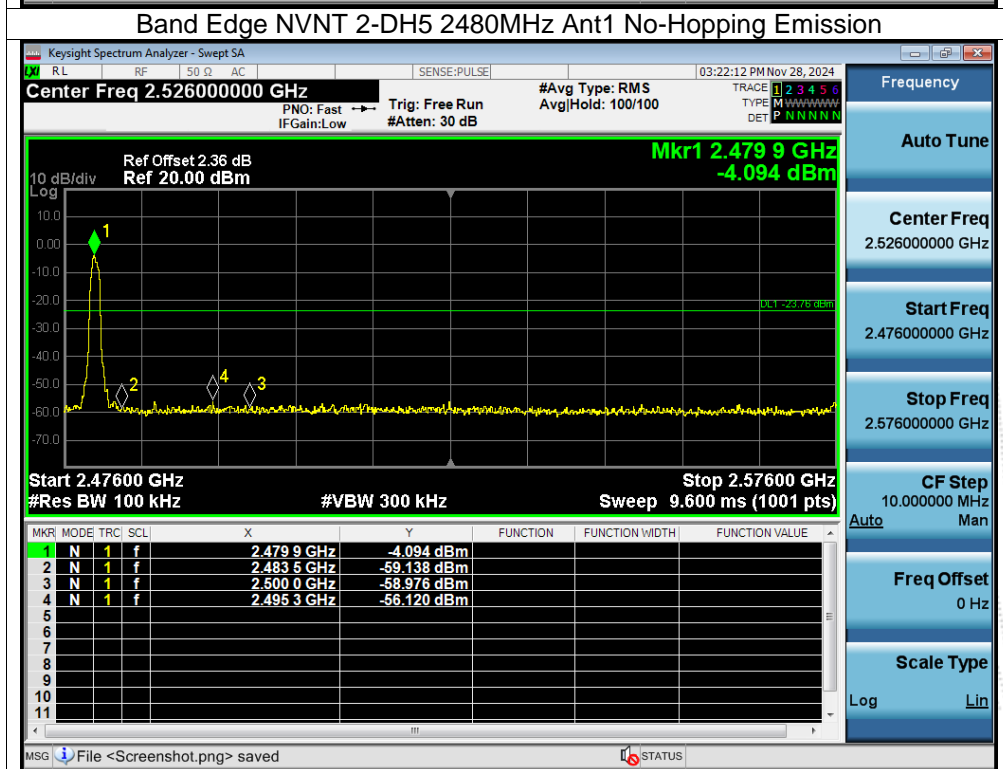 Band Edge NVNT 2-DH5 2480MHz Ant1 No-Hopping Emission
Keysight Spectrum Analyzer - Swept SA
LXI RL RF 50 Ω AC SENSE:PULSE 03:22:12 PM Nov 28, 2024
Center Freq 2.526000000 GHz #Avg Type: RMS TRACE 1 2 3 4 5 6
PNO: Fast Trig: Free Run Avg|Hold: 100/100 TYPE M WWWWW
IFGain:Low #Atten: 30 dB DET P N N N N N
Mkr1 2.479 9 GHz
-4.094 dBm
Ref Offset 2.36 dB
10 dB/div Ref 20.00 dBm
Log
10.0
1
0.00
-10.0
-20.0 DL1 -23.76 dBm
-30.0
-40.0
-50.0 2 4 3
-60.0
-70.0
Start 2.47600 GHz Stop 2.57600 GHz
#Res BW 100 kHz #VBW 300 kHz Sweep 9.600 ms (1001 pts)
MKR MODE TRC SCL X Y FUNCTION FUNCTION WIDTH FUNCTION VALUE
1 N 1 f 2.479 9 GHz -4.094 dBm
2 N 1 f 2.483 5 GHz -59.138 dBm
3 N 1 f 2.500 0 GHz -58.976 dBm
4 N 1 f 2.495 3 GHz -56.120 dBm
5
6
7
8
9
10
11
MSG File <Screenshot.png> saved STATUS
Frequency
Auto Tune
Center Freq
2.526000000 GHz
Start Freq
2.476000000 GHz
Stop Freq
2.576000000 GHz
CF Step
10.000000 MHz
Auto Man
Freq Offset
0 Hz
Scale Type
Log Lin